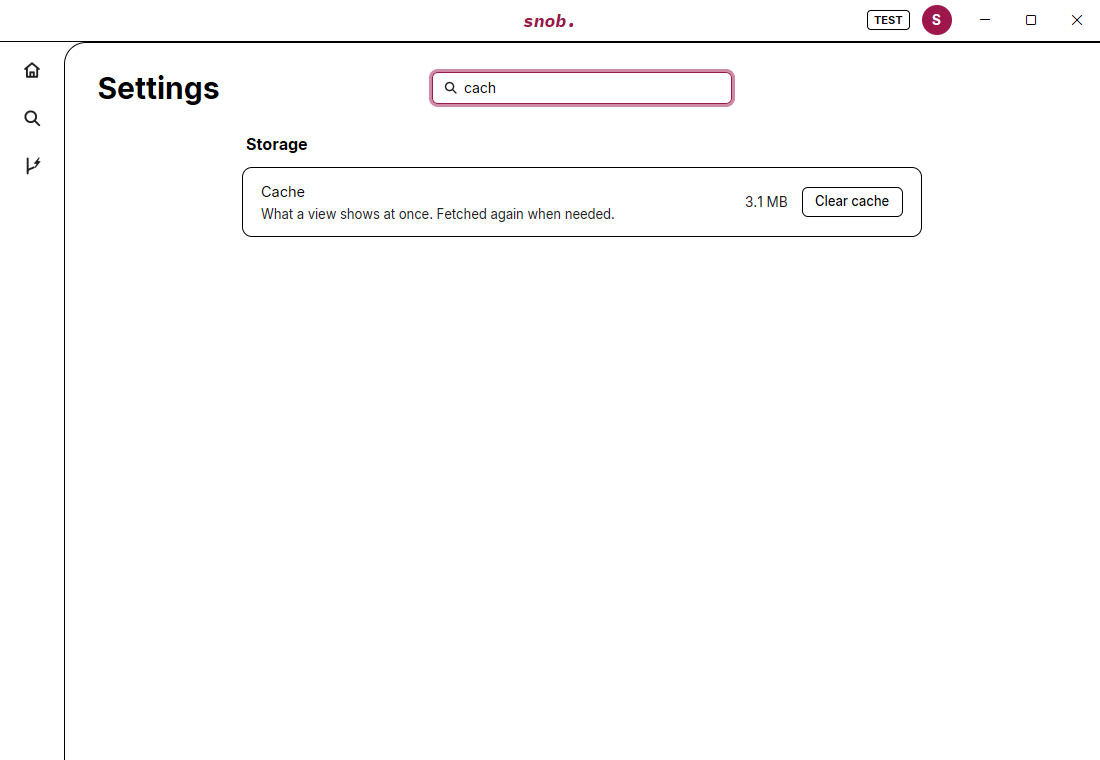 snob.
TEST
S
Settings
cach
Storage
Cache
What a view shows at once. Fetched again when needed.
3.1 MB
Clear cache